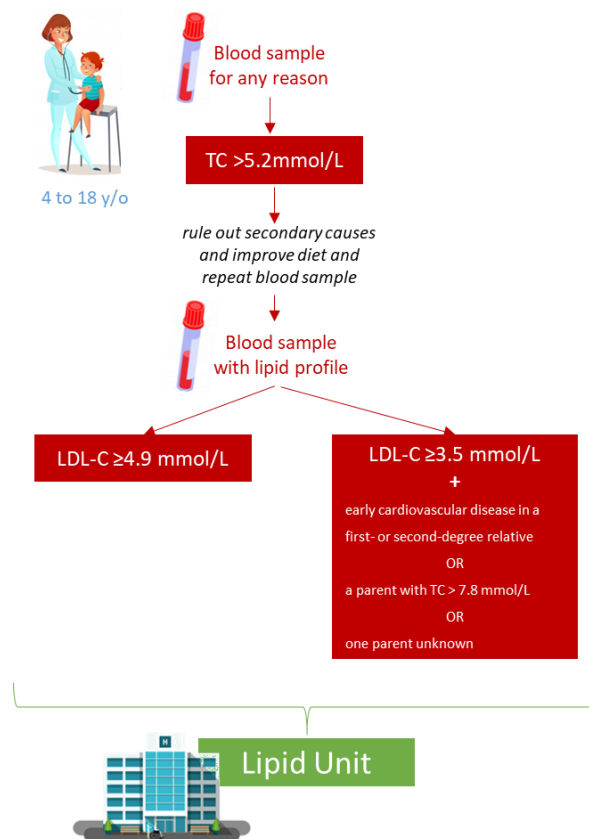 Blood sample
for any reason
TC >5.2mmol/L
4 to 18 y/o
rule out secondary causes
and improve diet and
repeat blood sample
Blood sample
with lipid profile
LDL-C ≥4.9 mmol/L
LDL-C ≥3.5 mmol/L
+
early cardiovascular disease in a
first- or second-degree relative
OR
a parent with TC > 7.8 mmol/L
OR
one parent unknown
H
Lipid Unit